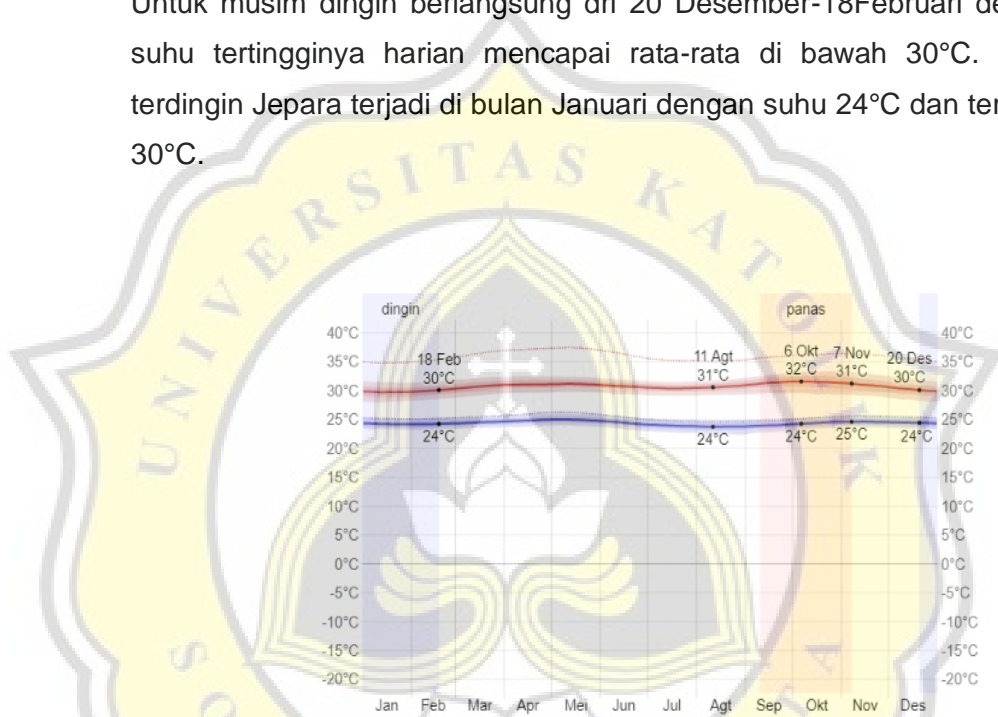 Untuk musim dingin berlangsung dri 20 Desember-18Februari de
suhu tertingginya harian mencapai rata-rata di bawah 30°C.
terdingin Jepara terjadi di bulan Januari dengan suhu 24°C dan ter
30°C.
UNIVERSITAS KATOLIK
dingin panas
40°C 40°C
18 Feb 11 Agt 6 Okt 7 Nov 20 Des
35°C 35°C
30°C 31°C 32°C 31°C 30°C
30°C 30°C
25°C 25°C
24°C 24°C 24°C 25°C 24°C
20°C 20°C
15°C 15°C
10°C 10°C
5°C 5°C
0°C 0°C
-5°C -5°C
-10°C -10°C
-15°C -15°C
-20°C -20°C
Jan Feb Mar Apr Mei Jun Jul Agt Sep Okt Nov Des